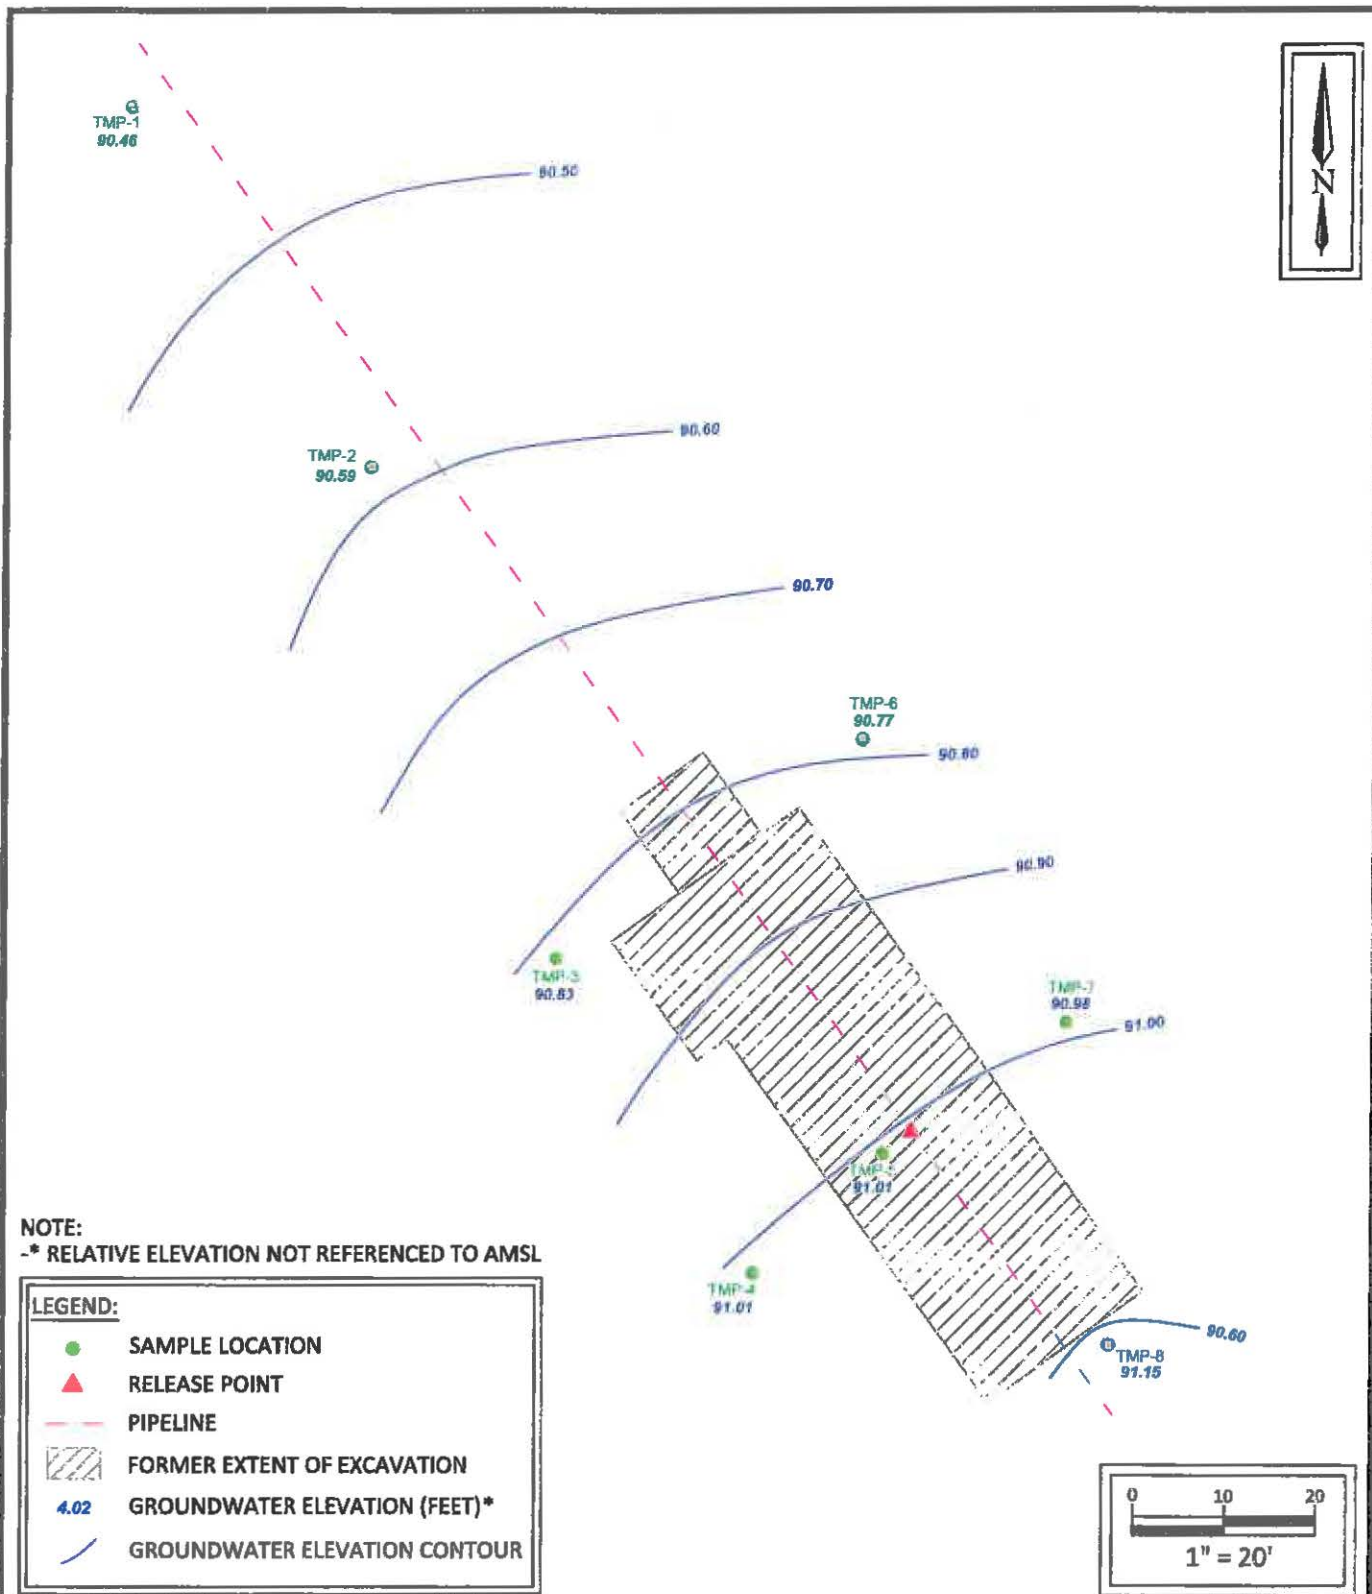 N
TMP-1
90.46
90.50
TMP-2
90.59
90.60
90.70
TMP-6
90.77
90.80
90.90
TMP-3
90.83
TMP-7
90.98
91.00
TMP-5
91.01
TMP-4
91.01
90.60
TMP-8
91.15
NOTE:
-* RELATIVE ELEVATION NOT REFERENCED TO AMSL
LEGEND:
SAMPLE LOCATION
RELEASE POINT
PIPELINE
FORMER EXTENT OF EXCAVATION
4.02 GROUNDWATER ELEVATION (FEET)*
GROUNDWATER ELEVATION CONTOUR
0 10 20
1" = 20'